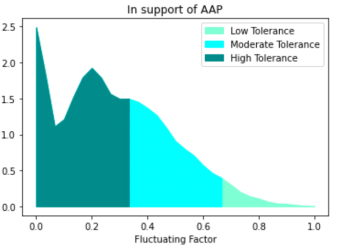 In support of AAP
Low Tolerance
Moderate Tolerance
High Tolerance
2.5
2.0
1.5
1.0
0.5
0.0
0.0 0.2 0.4 0.6 0.8 1.0
Fluctuating Factor